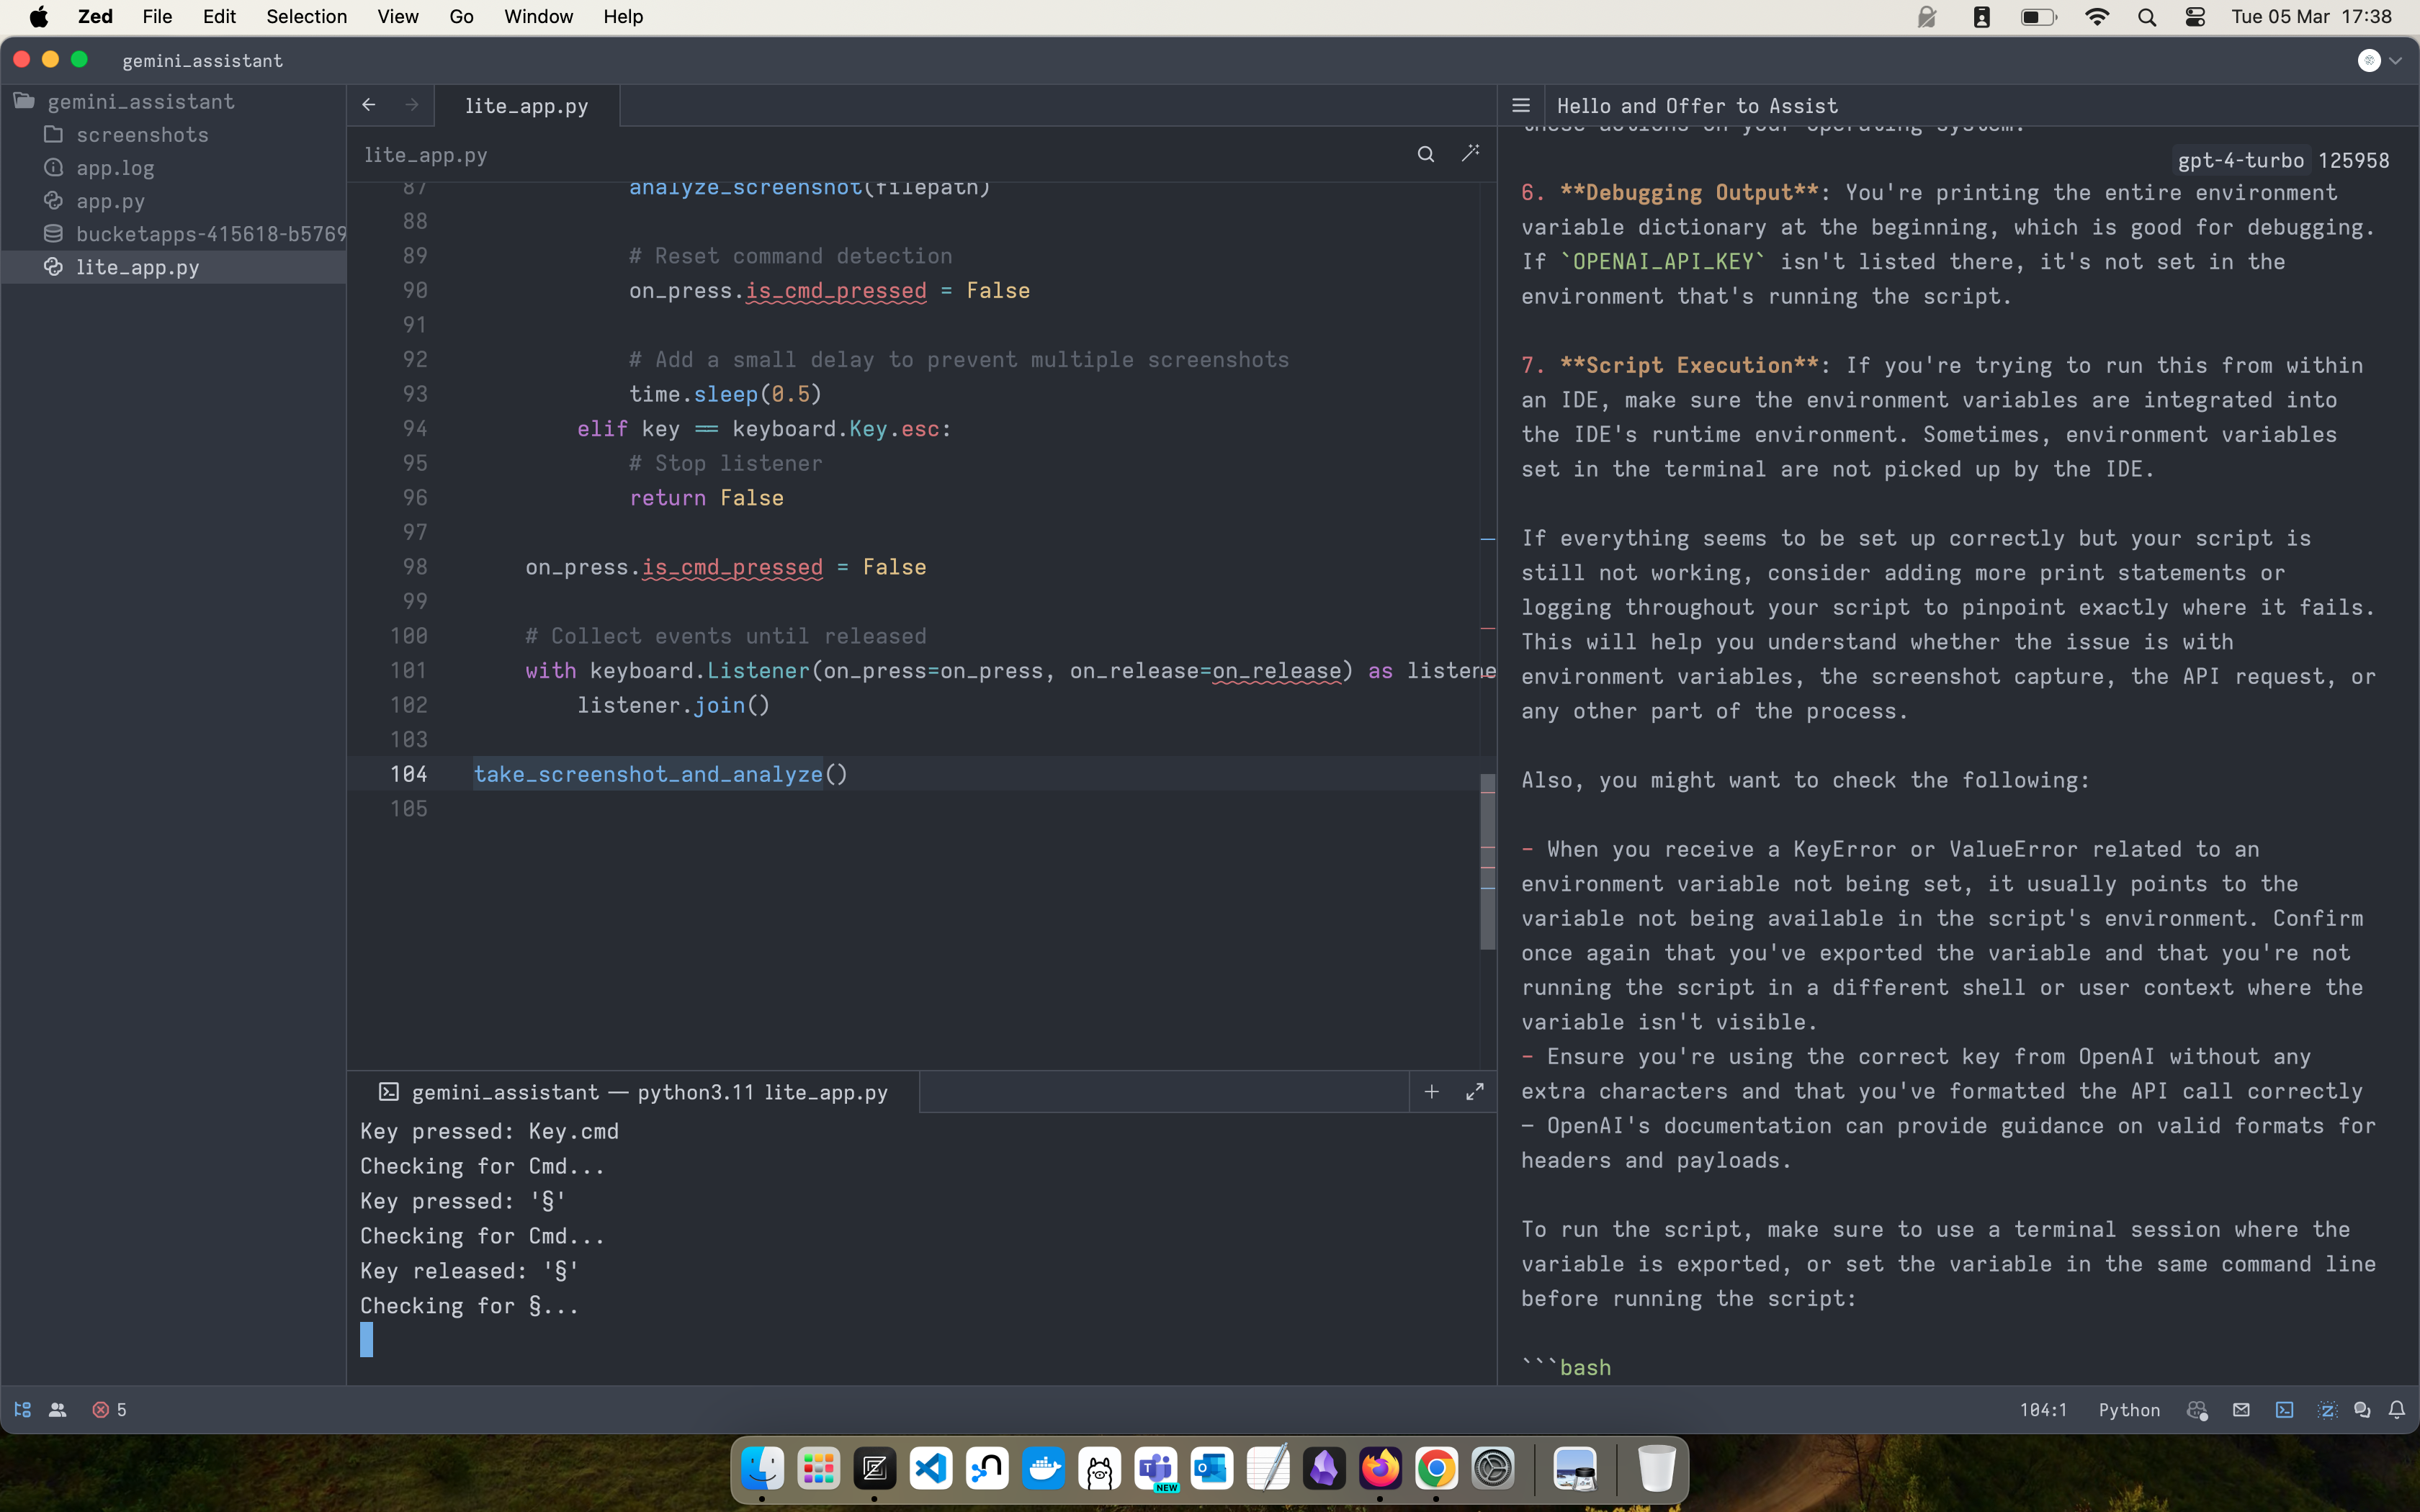 Zed File Edit Selection View Go Window Help Tue 05 Mar 17:38
gemini_assistant
gemini_assistant
screenshots
app.log
app.py
bucketapps-415618-b5769
lite_app.py
lite_app.py
lite_app.py
87 analyze_screenshot(filepath)
88
89 # Reset command detection
90 on_press.is_cmd_pressed = False
91
92 # Add a small delay to prevent multiple screenshots
93 time.sleep(0.5)
94 elif key == keyboard.Key.esc:
95 # Stop listener
96 return False
97
98 on_press.is_cmd_pressed = False
99
100 # Collect events until released
101 with keyboard.Listener(on_press=on_press, on_release=on_release) as listene
102 listener.join()
103
104 take_screenshot_and_analyze()
105
gemini_assistant — python3.11 lite_app.py
Key pressed: Key.cmd
Checking for Cmd...
Key pressed: '§'
Checking for Cmd...
Key released: '§'
Checking for §...
Hello and Offer to Assist
these actions on your operating system.
gpt-4-turbo 125958
6. **Debugging Output**: You're printing the entire environment
variable dictionary at the beginning, which is good for debugging.
If `OPENAI_API_KEY` isn't listed there, it's not set in the
environment that's running the script.
7. **Script Execution**: If you're trying to run this from within
an IDE, make sure the environment variables are integrated into
the IDE's runtime environment. Sometimes, environment variables
set in the terminal are not picked up by the IDE.
If everything seems to be set up correctly but your script is
still not working, consider adding more print statements or
logging throughout your script to pinpoint exactly where it fails.
This will help you understand whether the issue is with
environment variables, the screenshot capture, the API request, or
any other part of the process.
Also, you might want to check the following:
- When you receive a KeyError or ValueError related to an
environment variable not being set, it usually points to the
variable not being available in the script's environment. Confirm
once again that you've exported the variable and that you're not
running the script in a different shell or user context where the
variable isn't visible.
- Ensure you're using the correct key from OpenAI without any
extra characters and that you've formatted the API call correctly
– OpenAI's documentation can provide guidance on valid formats for
headers and payloads.
To run the script, make sure to use a terminal session where the
variable is exported, or set the variable in the same command line
before running the script:
```bash
5
104:1 Python
NEW